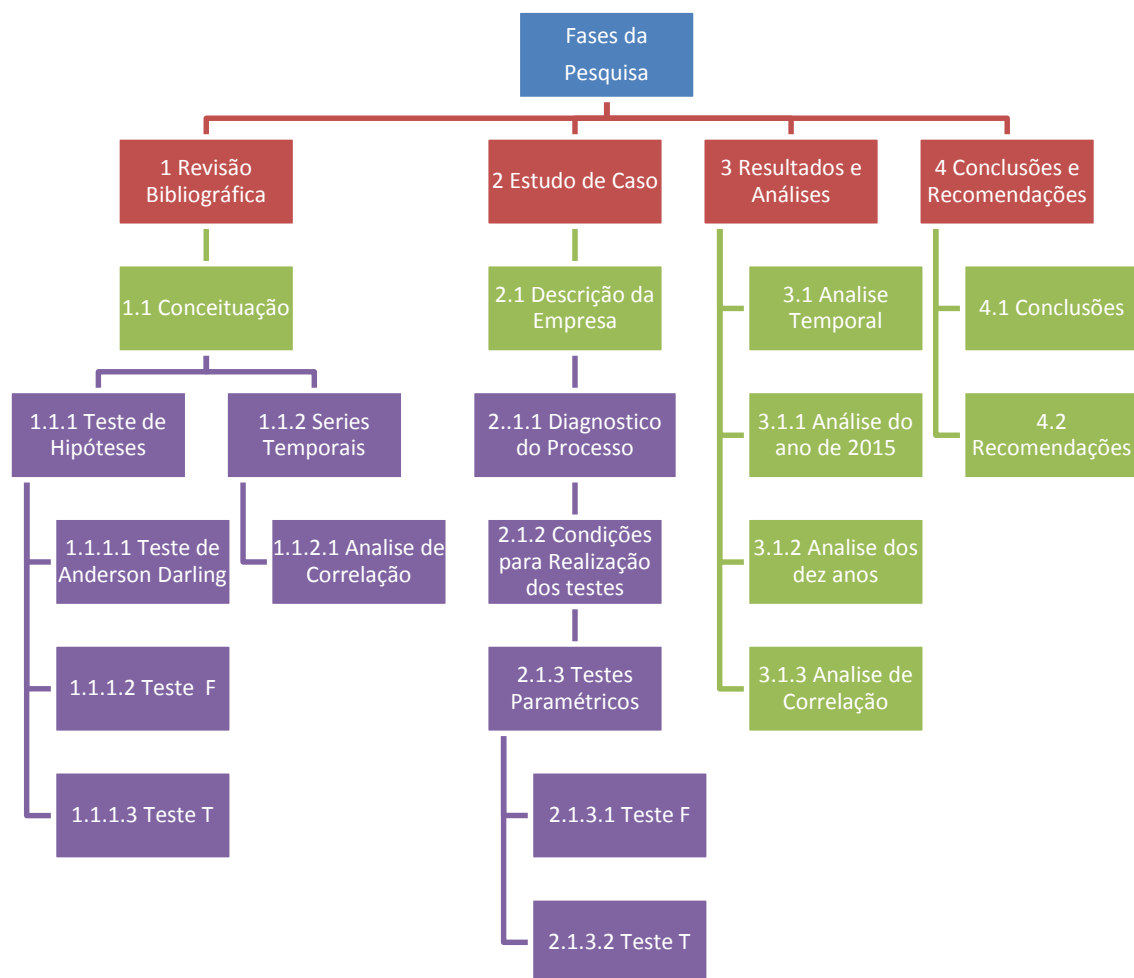 Fases da
Pesquisa
1 Revisão
Bibliográfica
2 Estudo de Caso
3 Resultados e
Análises
4 Conclusões e
Recomendações
1.1 Conceituação
2.1 Descrição da
Empresa
3.1 Analise
Temporal
4.1 Conclusões
1.1.1 Teste de
Hipóteses
1.1.2 Series
Temporais
2..1.1 Diagnostico
do Processo
3.1.1 Análise do
ano de 2015
4.2
Recomendações
1.1.1.1 Teste de
Anderson Darling
1.1.2.1 Analise de
Correlação
2.1.2 Condições
para Realização
dos testes
3.1.2 Analise dos
dez anos
1.1.1.2 Teste  F
2.1.3 Testes
Paramétricos
3.1.3 Analise de
Correlação
1.1.1.3 Teste T
2.1.3.1 Teste F
2.1.3.2 Teste T